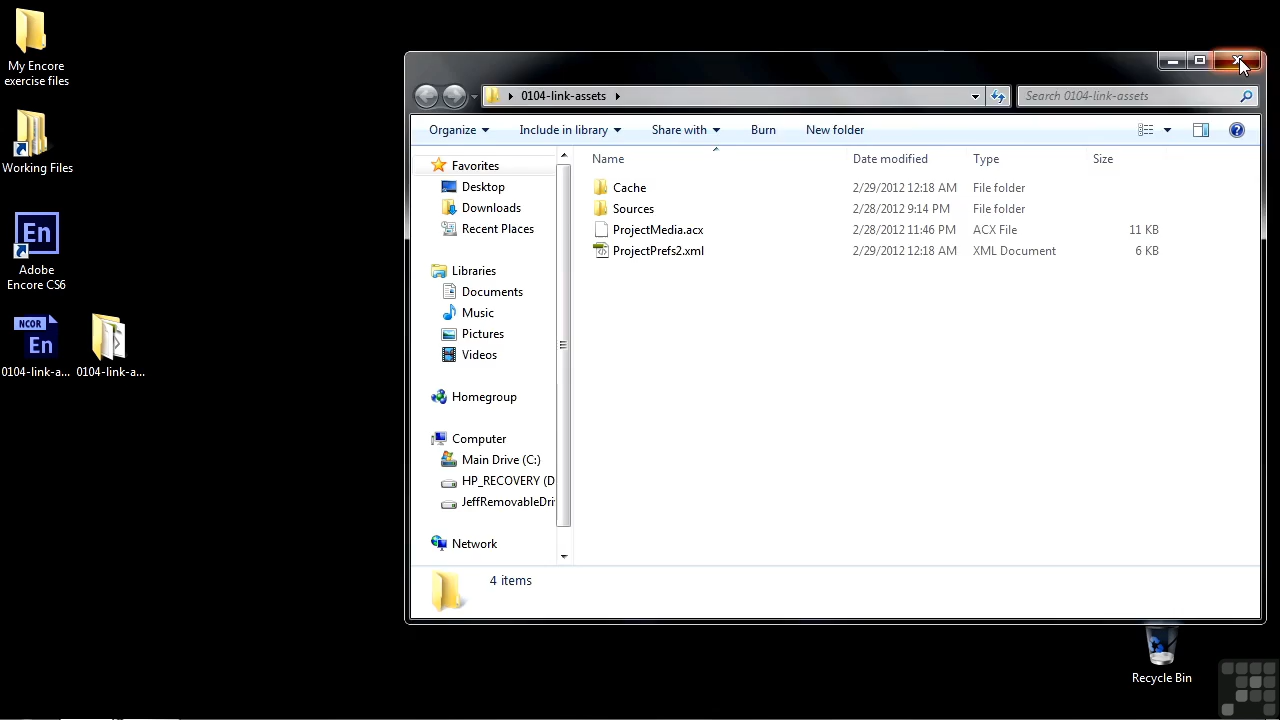 My Encore
exercise files
Working Files
En
Adobe
Encore CS6
NCOR
En
0104-link-a... 0104-link-a...
0104-link-assets
Search 0104-link-assets
Organize Include in library Share with Burn New folder
Favorites
Desktop
Downloads
Recent Places
Libraries
Documents
Music
Pictures
Videos
Homegroup
Computer
Main Drive (C:)
HP_RECOVERY (D
JeffRemovableDri
Network
Name Date modified Type Size
Cache 2/29/2012 12:18 AM File folder
Sources 2/28/2012 9:14 PM File folder
ProjectMedia.acx 2/28/2012 11:46 PM ACX File 11 KB
ProjectPrefs2.xml 2/29/2012 12:18 AM XML Document 6 KB
4 items
Recycle Bin